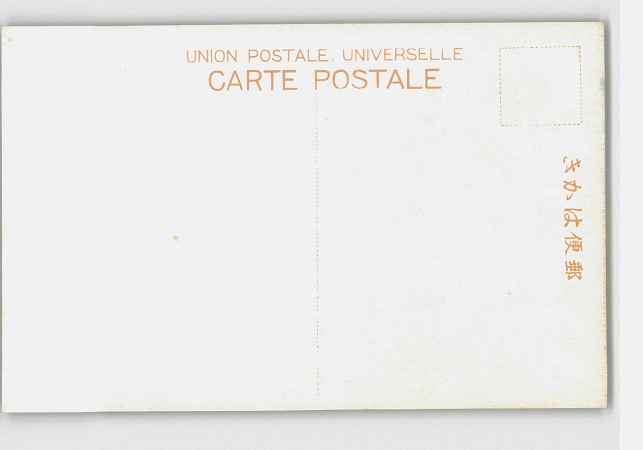 UNION POSTALE. UNIVERSELLE
CARTE POSTALE
きかは便郵